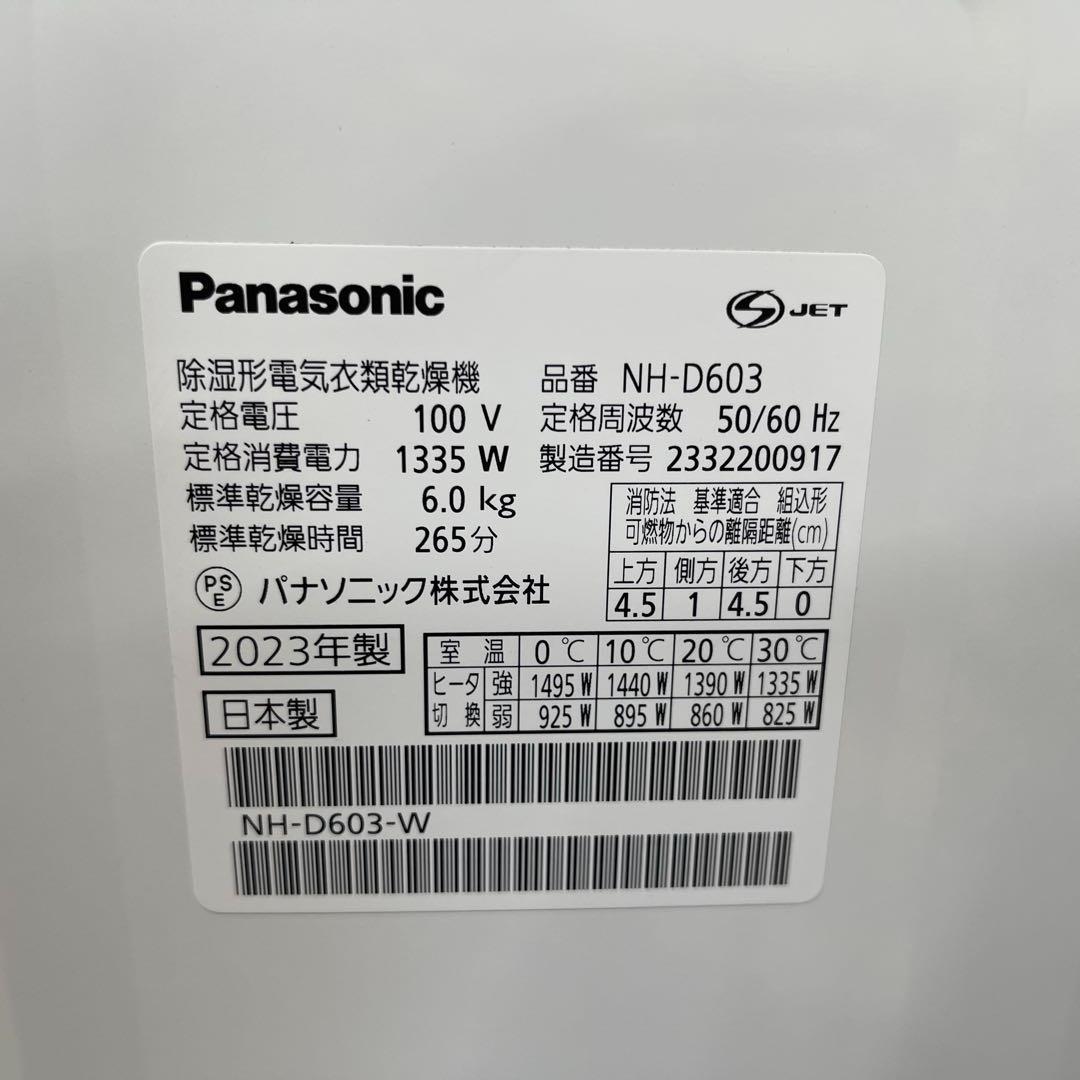 Panasonic
S JET
除湿形電気衣類乾燥機 品番 NH-D603
定格電圧 100 V 定格周波数 50/60 Hz
定格消費電力 1335 W 製造番号 2332200917
標準乾燥容量 6.0 kg
標準乾燥時間 265分
消防法 基準適合 組込形
可燃物からの離隔距離(cm)
上方 側方 後方 下方
4.5 1 4.5 0
PS E パナソニック株式会社
2023年製
日本製
室温 0℃ 10℃ 20℃ 30℃
ヒータ 強 1495 W 1440 W 1390 W 1335 W
切換 弱 925 W 895 W 860 W 825 W
NH-D603-W